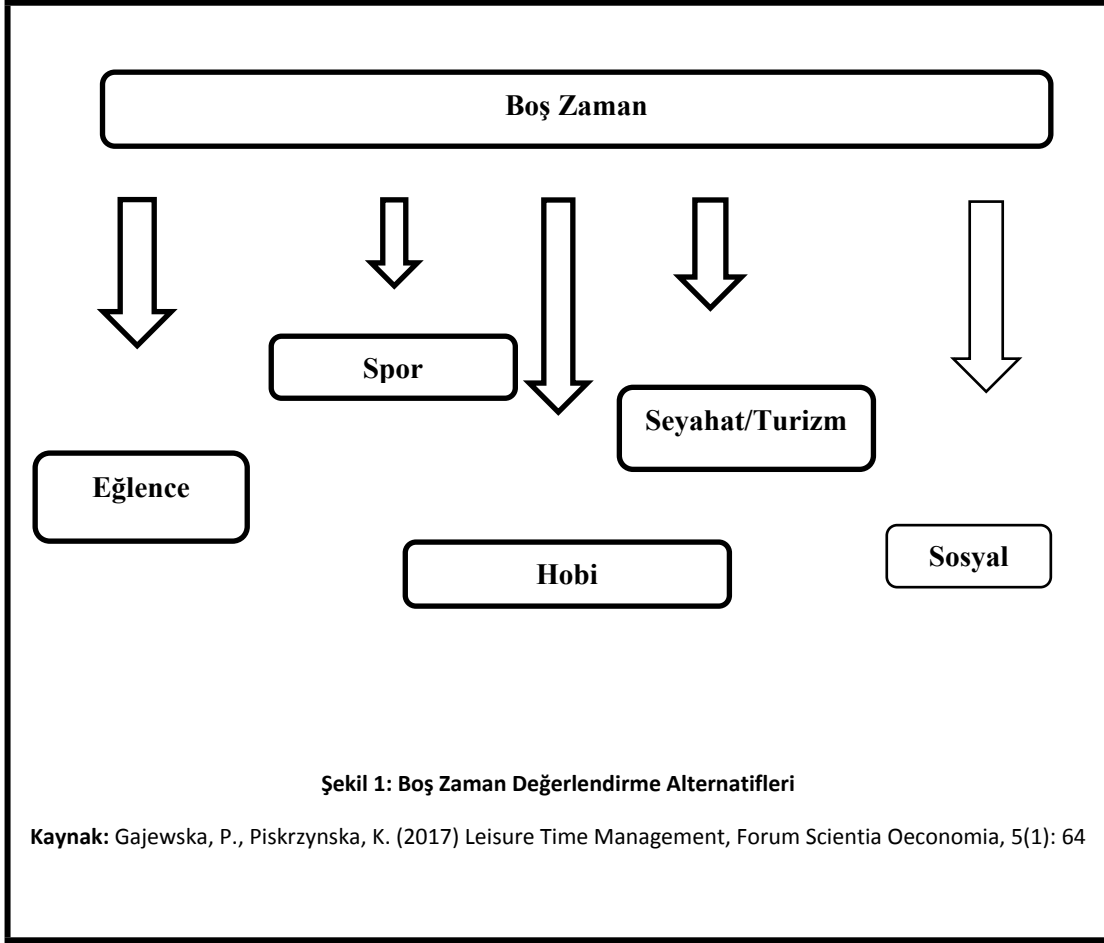 Boş Zaman
Spor
Seyahat/Turizm
Eğlence
Hobi
Sosyal
Şekil 1: Boş Zaman Değerlendirme Alternatifleri
Kaynak: Gajewska, P., Piskrzynska, K. (2017) Leisure Time Management, Forum Scientia Oeconomia, 5(1): 64